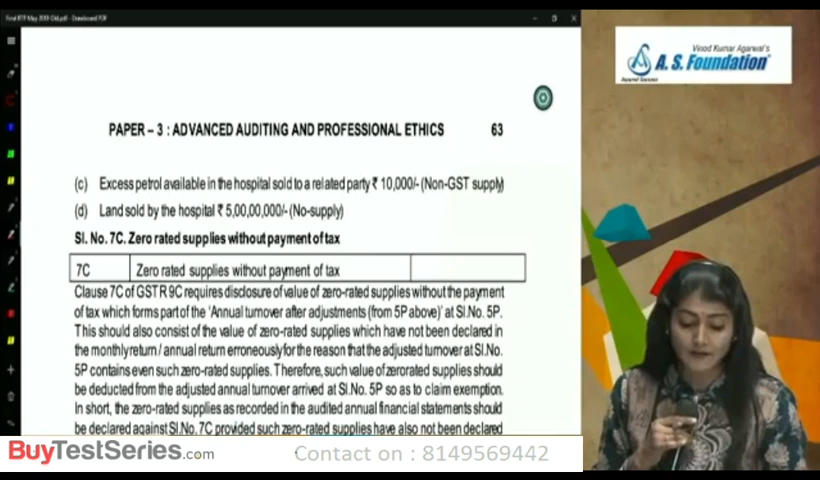 Final RTP May 2019 Old.pdf - Drawboard PDF
Vinod Kumar Agarwal's
A. S. Foundation
PAPER – 3 : ADVANCED AUDITING AND PROFESSIONAL ETHICS 63
(c) Excess petrol available in the hospital sold to a related party ₹ 10,000/- (Non-GST supply)
(d) Land sold by the hospital ₹ 5,00,00,000/- (No-supply)
Sl. No. 7C. Zero rated supplies without payment of tax
7C Zero rated supplies without payment of tax
Clause 7C of GSTR 9C requires disclosure of value of zero-rated supplies without the payment
of tax which forms part of the 'Annual turnover after adjustments (from 5P above)' at Sl.No. 5P.
This should also consist of the value of zero-rated supplies which have not been declared in
the monthly return / annual return erroneously for the reason that the adjusted turnover at Sl.No.
5P contains even such zero-rated supplies. Therefore, such value of zerorated supplies should
be deducted from the adjusted annual turnover arrived at Sl.No. 5P so as to claim exemption.
In short, the zero-rated supplies as recorded in the audited annual financial statements should
be declared against Sl.No. 7C provided such zero-rated supplies have also not been declared
BuyTestSeries.com
Contact on : 8149569442